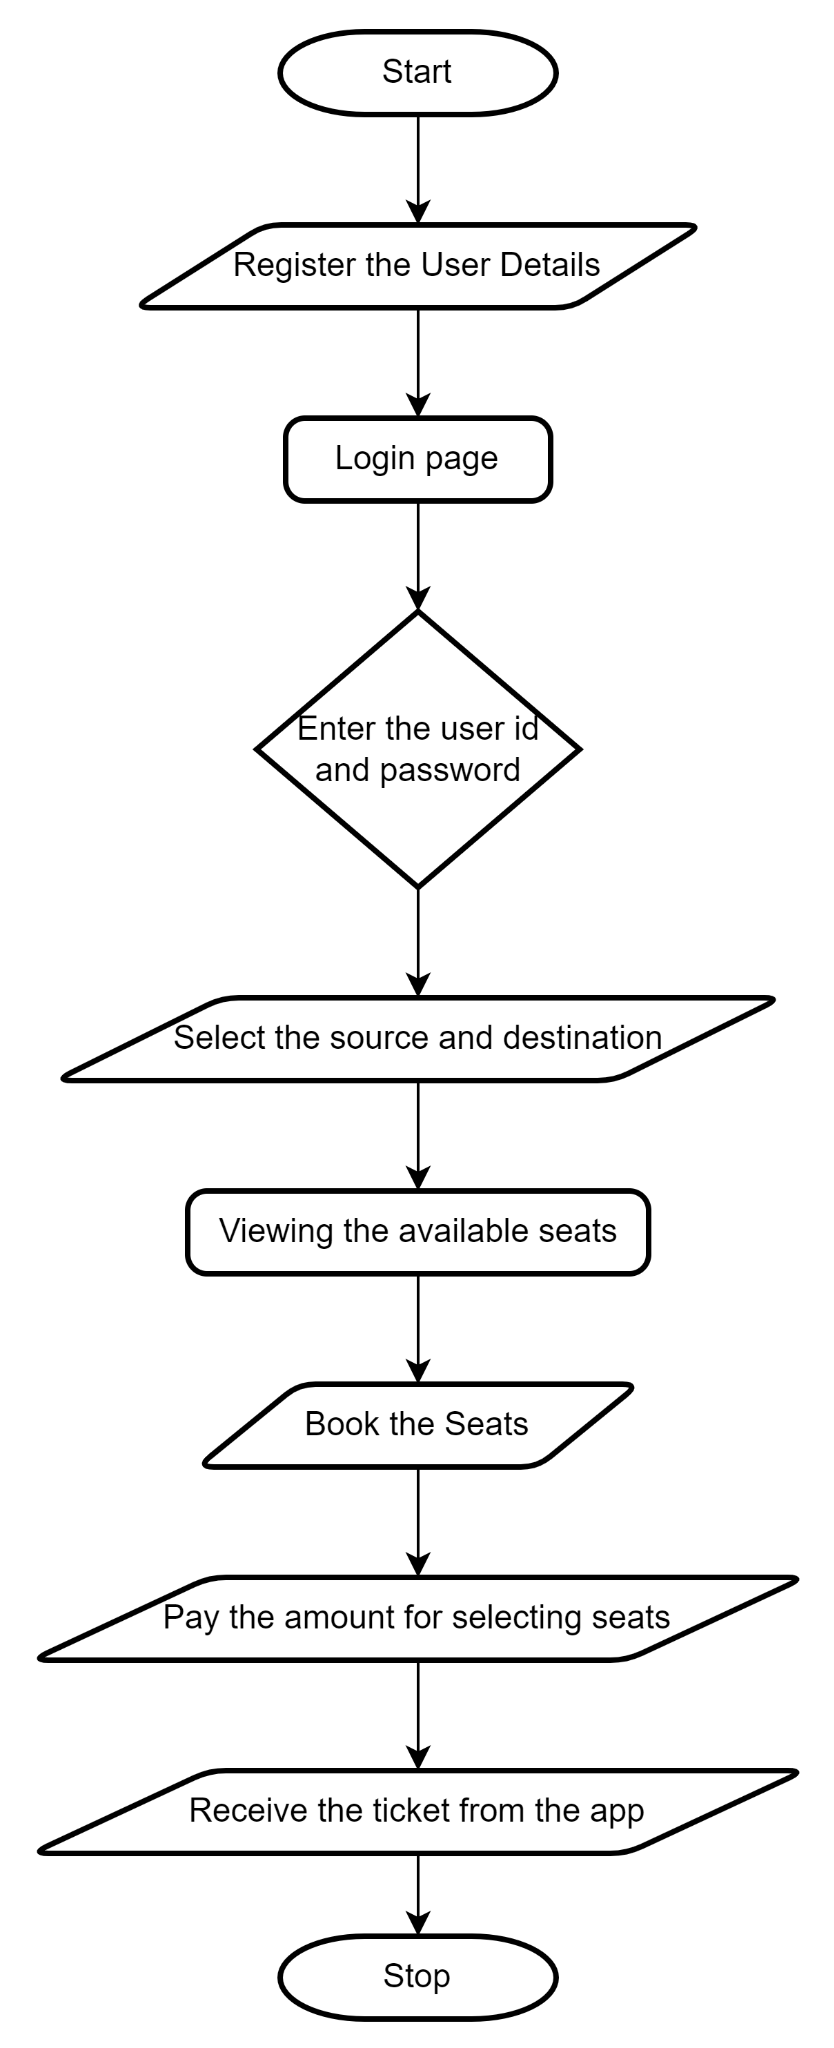 Start
Register the User Details
Login page
Enter the user id
and password
Select the source and destination
Viewing the available seats
Book the Seats
Pay the amount for selecting seats
Receive the ticket from the app
Stop